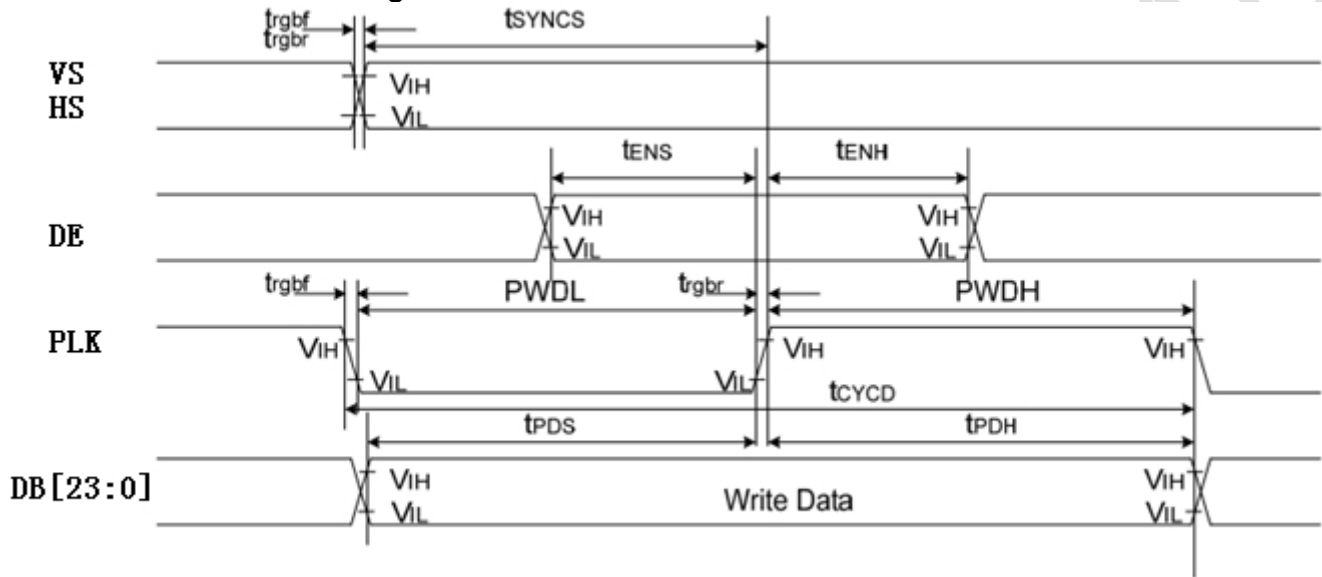 trgbf
trgbr
tSYNCS
VS
HS
VIH
VIL
tENS
tENH
DE
VIH
VIL
VIH
VIL
trgbf
PWDL
trgbr
PWDH
PLK
VIH
VIL
VIL
VIH
VIH
tCYCD
tPDS
tPDH
DB[23:0]
VIH
VIL
Write Data
VIH
VIL